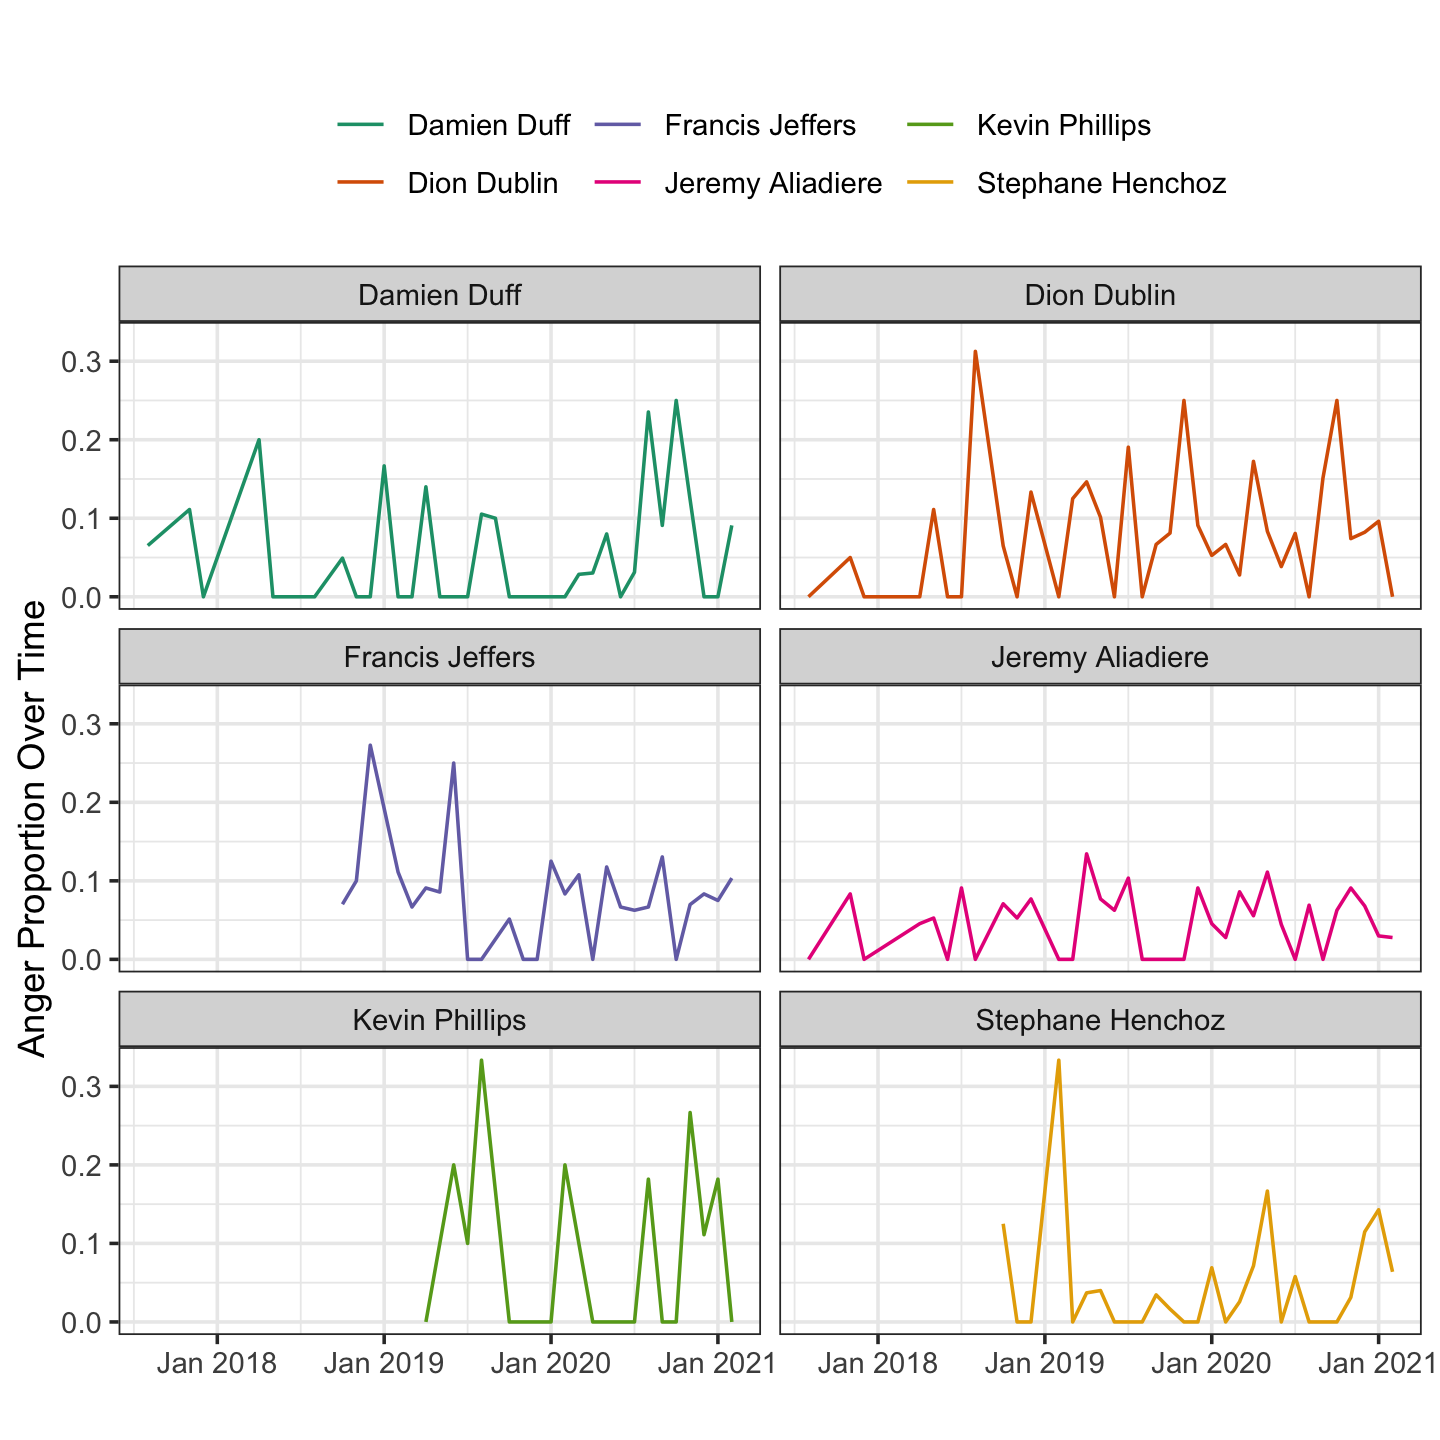 Damien Duff Francis Jeffers Kevin Phillips
Dion Dublin Jeremy Aliadiere Stephane Henchoz
Damien Duff Dion Dublin
0.3
0.2
0.1
0.0
Francis Jeffers Jeremy Aliadiere
0.3
0.2
0.1
0.0
Kevin Phillips Stephane Henchoz
0.3
0.2
0.1
0.0
Jan 2018 Jan 2019 Jan 2020 Jan 2021 Jan 2018 Jan 2019 Jan 2020 Jan 2021
Anger Proportion Over Time